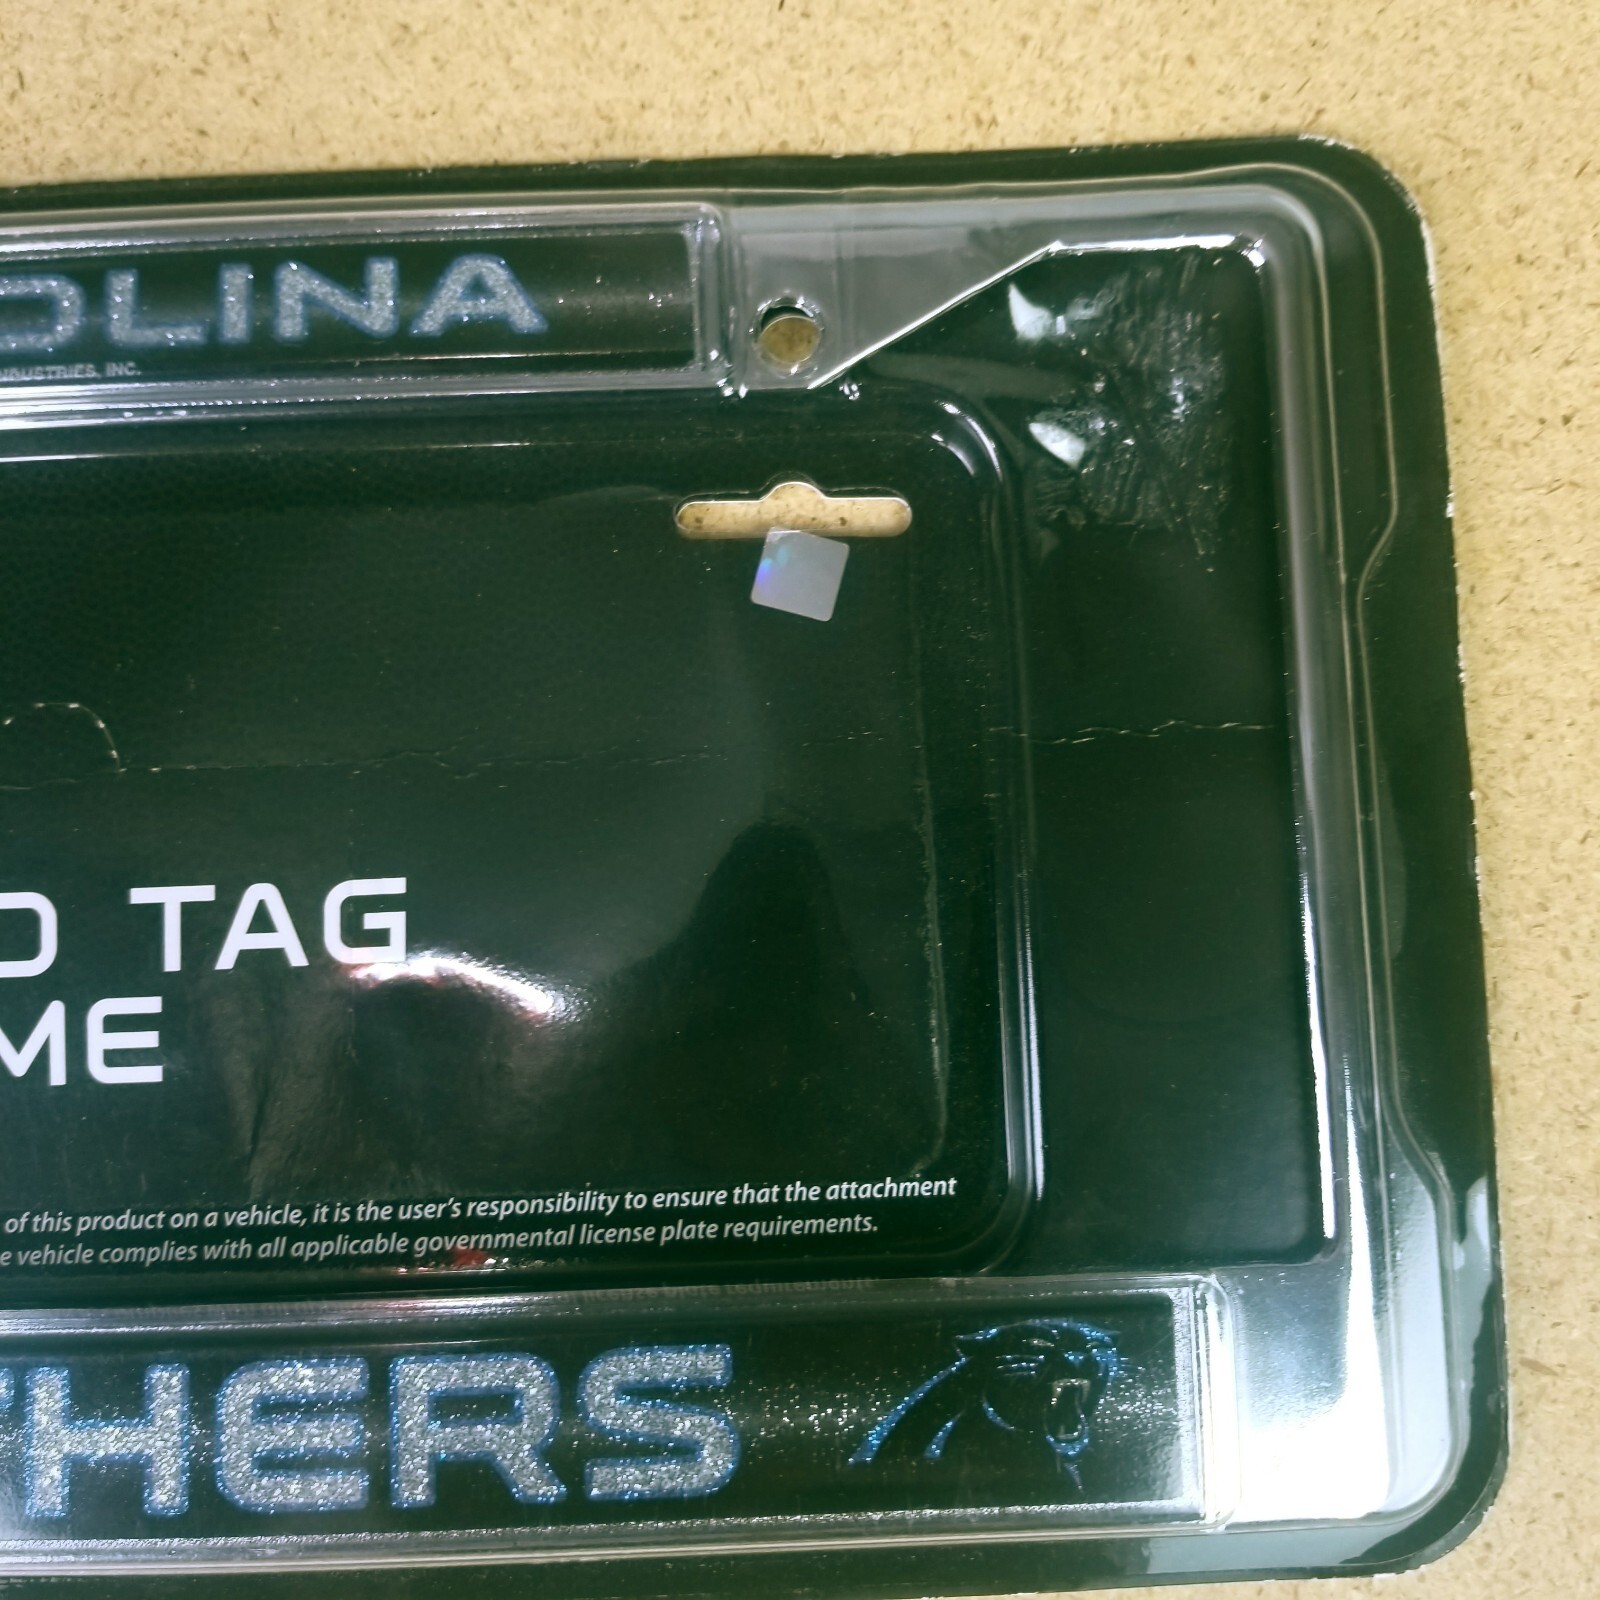 OLINA
INDUSTRIES, INC.
D TAG
ME
of this product on a vehicle, it is the user's responsibility to ensure that the attachment
e vehicle complies with all applicable governmental license plate requirements.
THERS